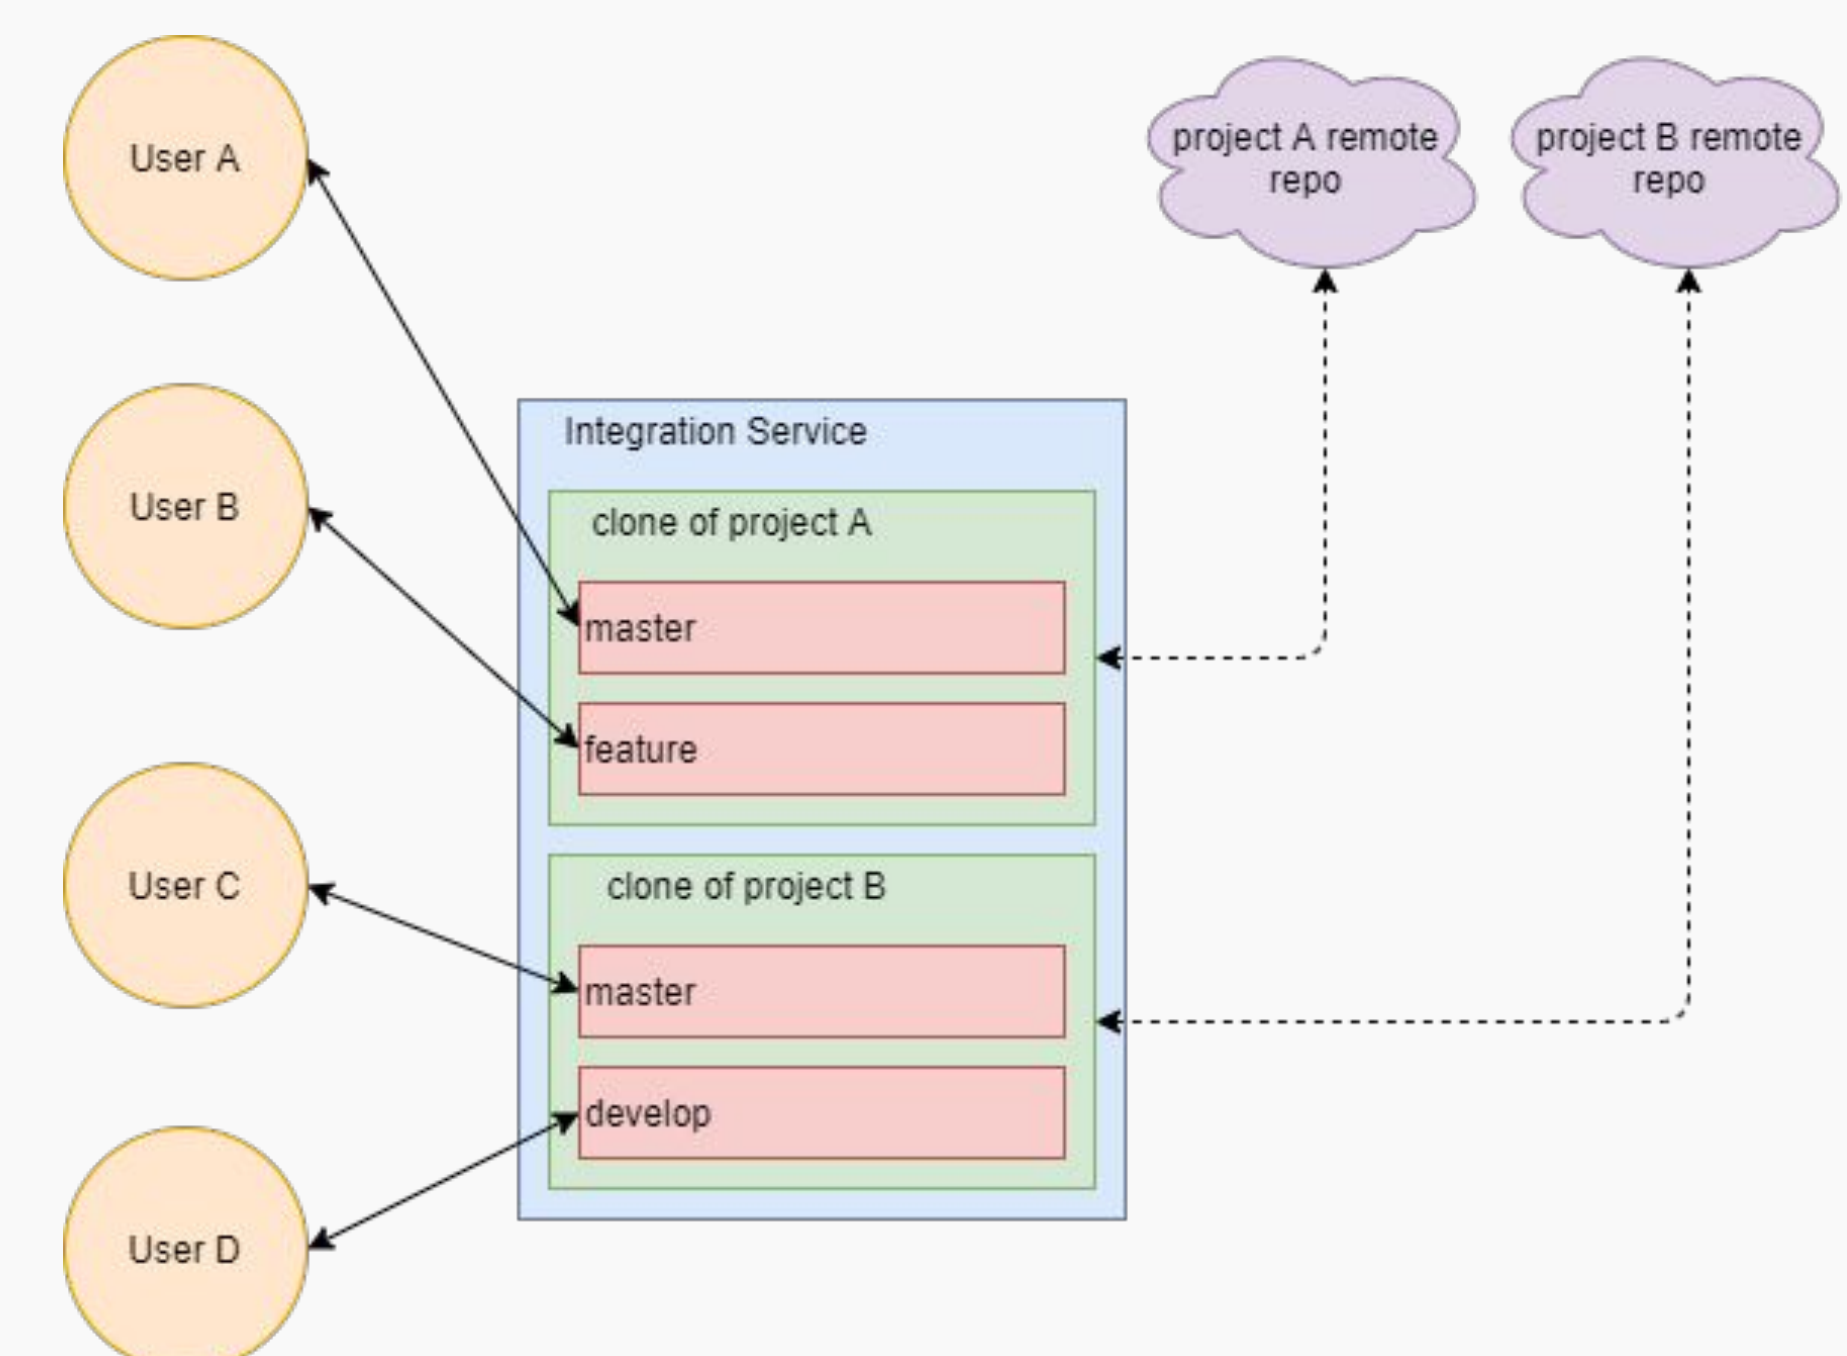 User A
project A remote
repo
project B remote
repo
Integration Service
User B
clone of project A
master
feature
User C
clone of project B
master
develop
User D